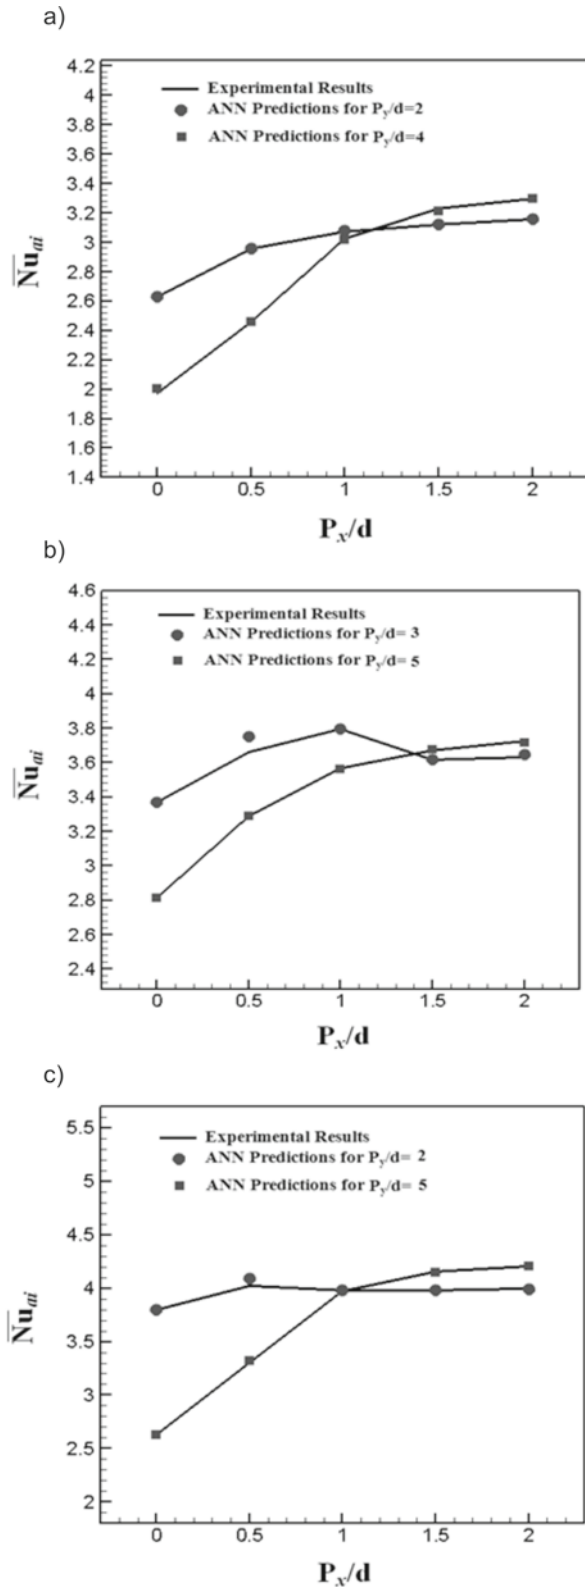 a)
4.2
4
3.8
3.6
3.4
3.2
3
2.8
2.6
2.4
2.2
2
1.8
1.6
1.4
Experimental Results
ANN Predictions for Py/d=2
ANN Predictions for Py/d=4
Nuai
0 0.5 1 1.5 2
Px/d
b)
4.6
4.4
4.2
4
3.8
3.6
3.4
3.2
3
2.8
2.6
2.4
Experimental Results
ANN Predictions for Py/d= 3
ANN Predictions for Py/d= 5
Nuai
0 0.5 1 1.5 2
Px/d
c)
5.5
5
4.5
4
3.5
3
2.5
2
Experimental Results
ANN Predictions for Py/d= 2
ANN Predictions for Py/d= 5
Nuai
0 0.5 1 1.5 2
Px/d